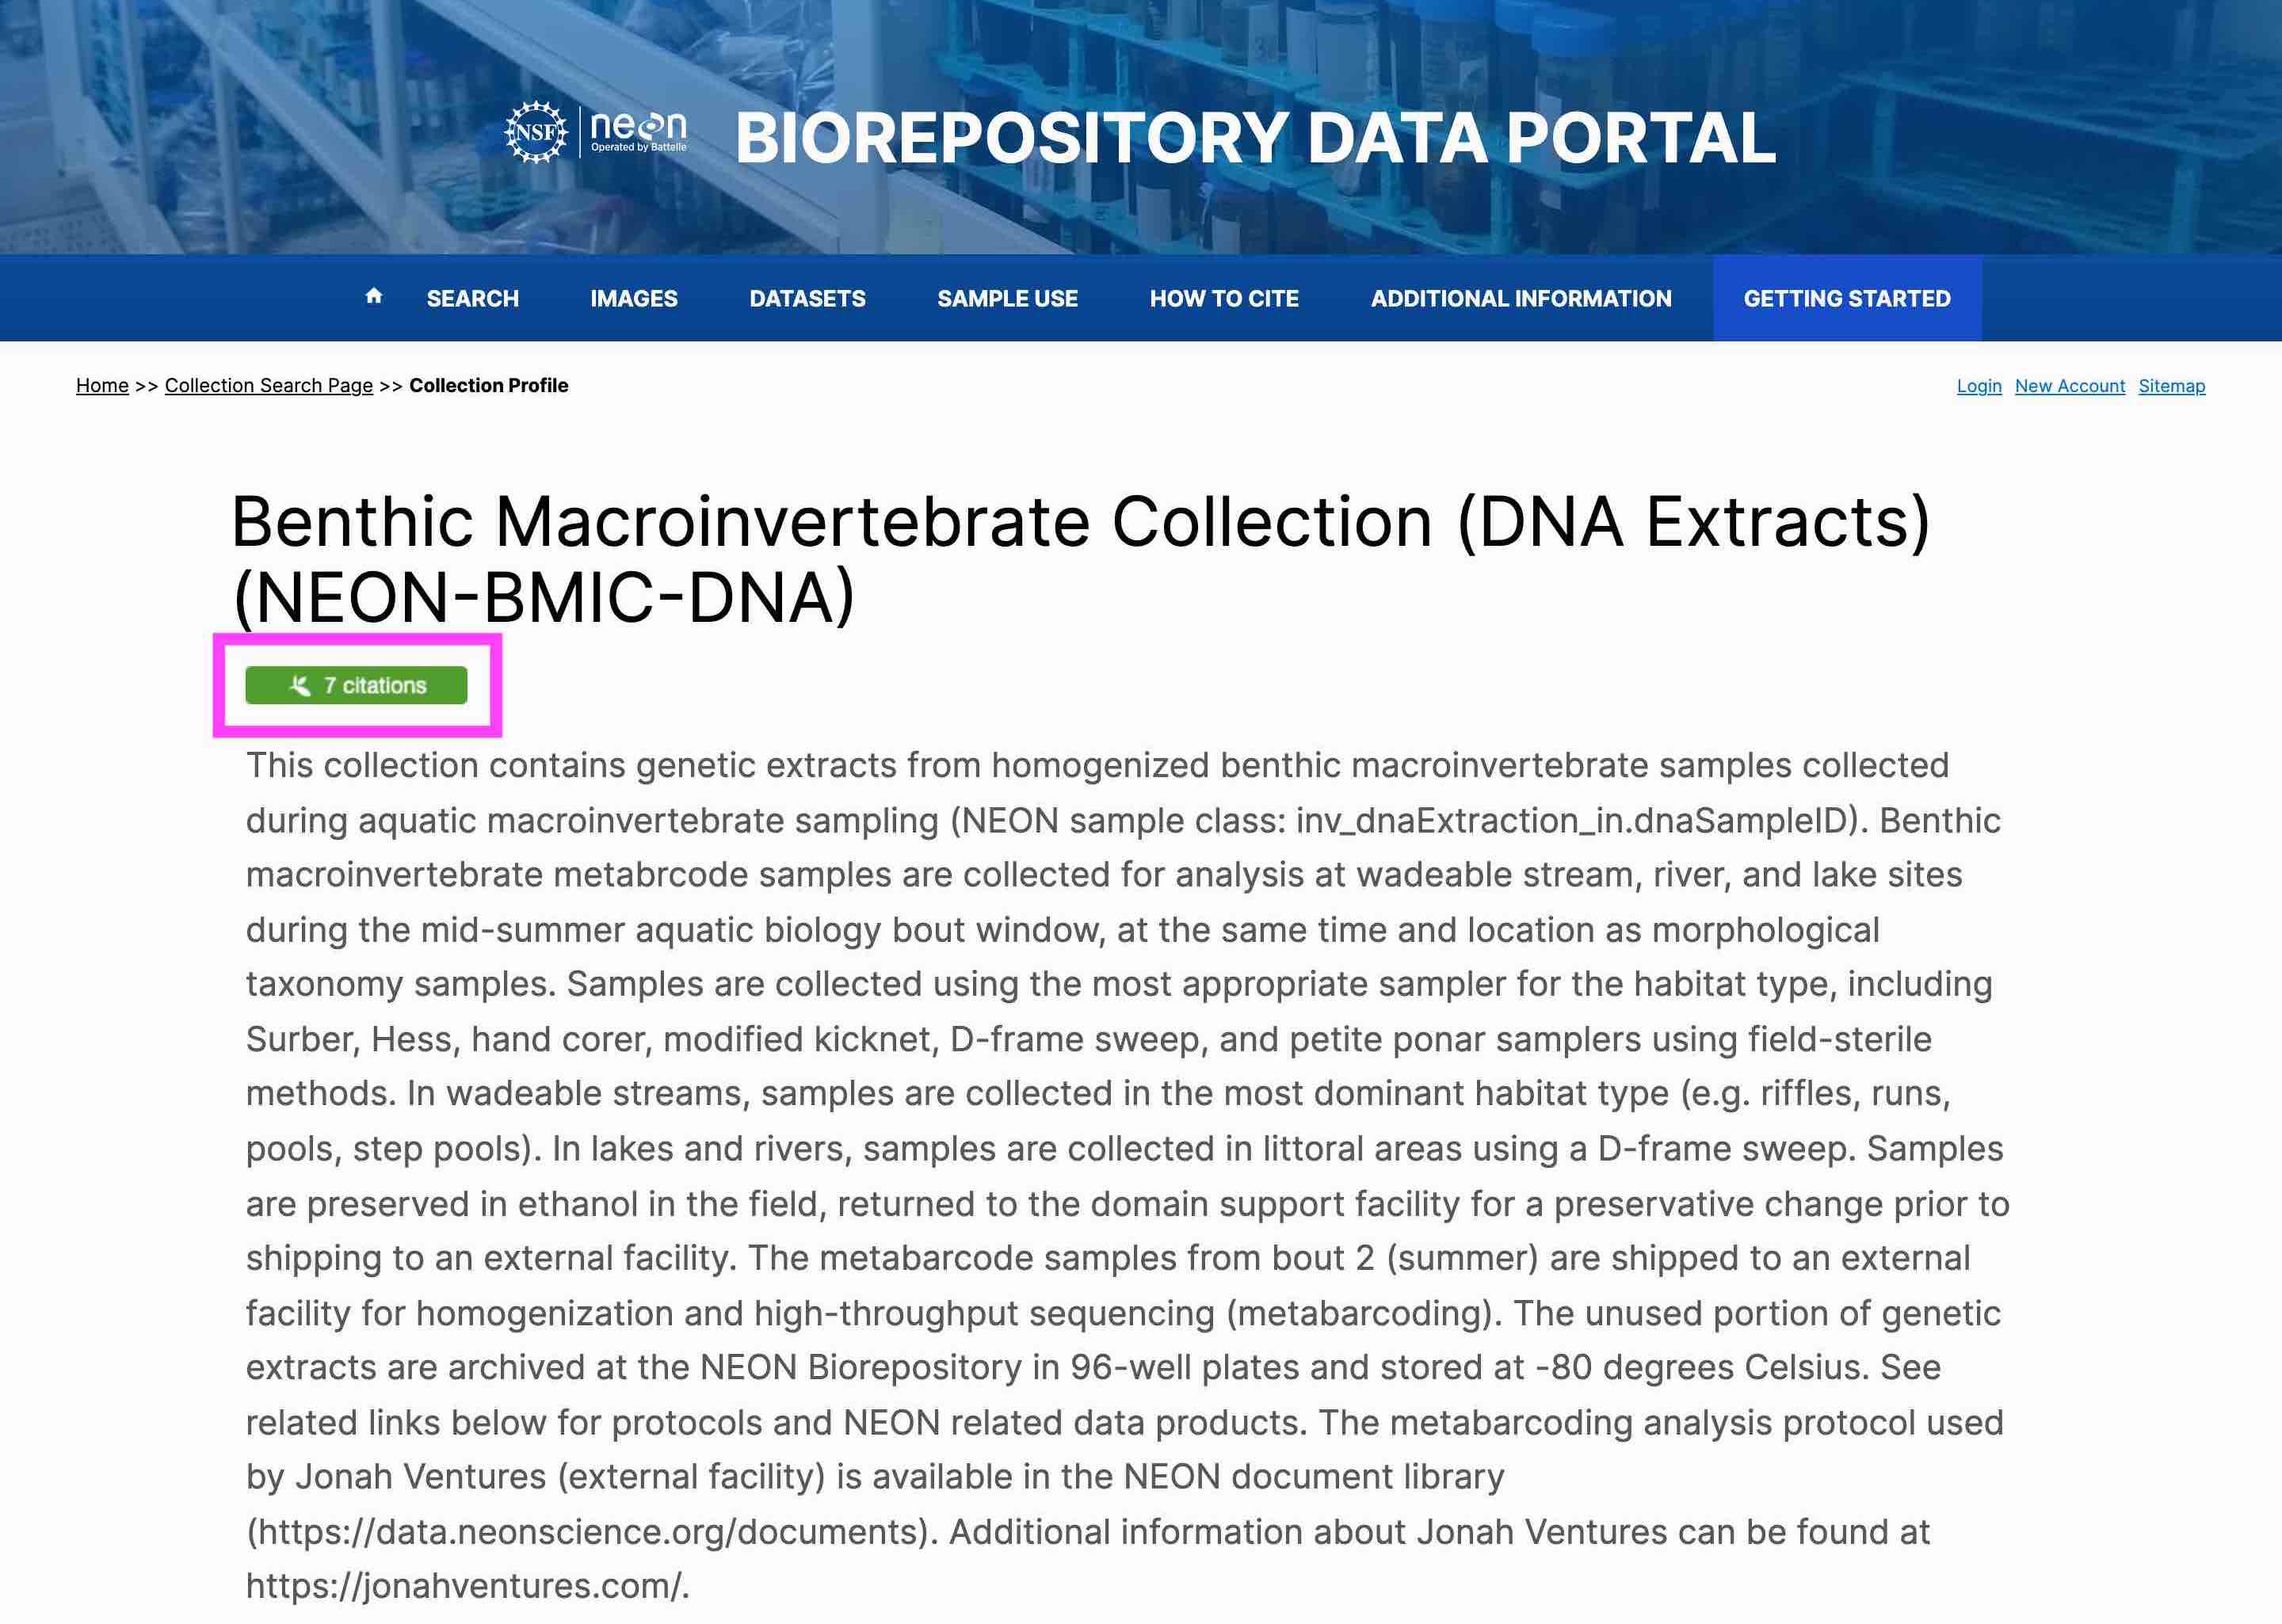 NSF neon
Operated by Battelle
BIOREPOSITORY DATA PORTAL
SEARCH IMAGES DATASETS SAMPLE USE HOW TO CITE ADDITIONAL INFORMATION GETTING STARTED
Home >> Collection Search Page >> Collection Profile
Login New Account Sitemap
Benthic Macroinvertebrate Collection (DNA Extracts)
(NEON-BMIC-DNA)
7 citations
This collection contains genetic extracts from homogenized benthic macroinvertebrate samples collected
during aquatic macroinvertebrate sampling (NEON sample class: inv_dnaExtraction_in.dnaSampleID). Benthic
macroinvertebrate metabrcode samples are collected for analysis at wadeable stream, river, and lake sites
during the mid-summer aquatic biology bout window, at the same time and location as morphological
taxonomy samples. Samples are collected using the most appropriate sampler for the habitat type, including
Surber, Hess, hand corer, modified kicknet, D-frame sweep, and petite ponar samplers using field-sterile
methods. In wadeable streams, samples are collected in the most dominant habitat type (e.g. riffles, runs,
pools, step pools). In lakes and rivers, samples are collected in littoral areas using a D-frame sweep. Samples
are preserved in ethanol in the field, returned to the domain support facility for a preservative change prior to
shipping to an external facility. The metabarcode samples from bout 2 (summer) are shipped to an external
facility for homogenization and high-throughput sequencing (metabarcoding). The unused portion of genetic
extracts are archived at the NEON Biorepository in 96-well plates and stored at -80 degrees Celsius. See
related links below for protocols and NEON related data products. The metabarcoding analysis protocol used
by Jonah Ventures (external facility) is available in the NEON document library
(https://data.neonscience.org/documents). Additional information about Jonah Ventures can be found at
https://jonahventures.com/.